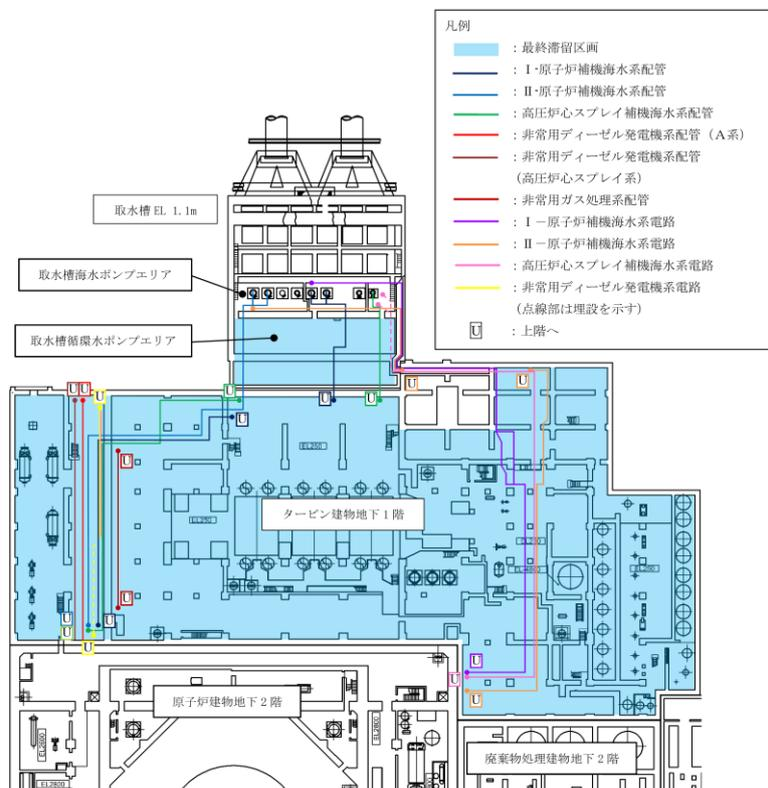 凡例
：最終滞留区画
：Ⅰ-原子炉補機海水系配管
：Ⅱ-原子炉補機海水系配管
：高圧炉心スプレイ補機海水系配管
：非常用ディーゼル発電機系配管（A系）
：非常用ディーゼル発電機系配管
（高圧炉心スプレイ系）
：非常用ガス処理系配管
：Ⅰ－原子炉補機海水系電路
：Ⅱ－原子炉補機海水系電路
：高圧炉心スプレイ補機海水系電路
：非常用ディーゼル発電機系電路
（点線部は埋設を示す）
U ：上階へ
取水槽 EL 1.1m
取水槽海水ポンプエリア
取水槽循環水ポンプエリア
U U U U U U U U
U
EL250
U
タービン建物地下1階
EL250
U
U U
U
U
U
U
U
U
原子炉建物地下2階
EL2600
EL2800
EL2800
廃棄物処理建物地下2階